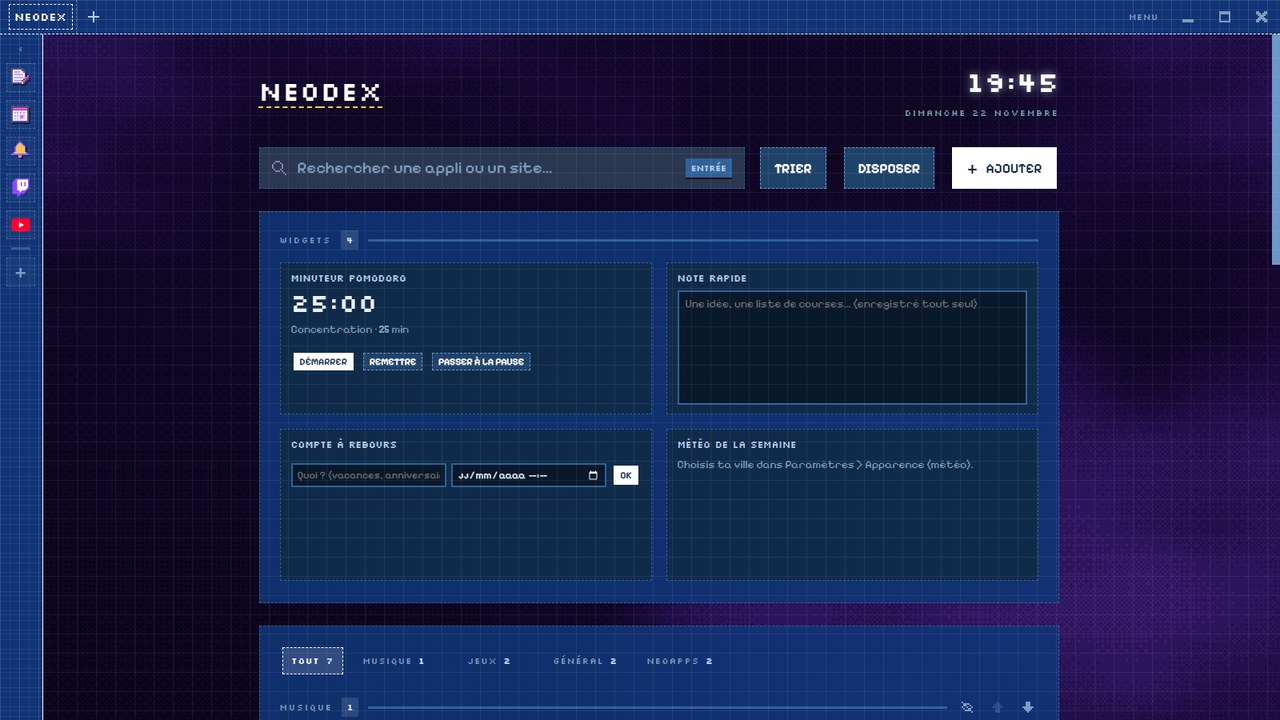 NEODEX
MENU
NEODEX
19:45
DIMANCHE 22 NOVEMBRE
Rechercher une appli ou un site...
ENTRÉE
TRIER
DISPOSER
+ AJOUTER
WIDGETS 4
MINUTEUR POMODORO
25:00
Concentration · 25 min
DÉMARRER
REMETTRE
PASSER À LA PAUSE
NOTE RAPIDE
Une idée, une liste de courses... (enregistré tout seul)
COMPTE À REBOURS
Quoi ? (vacances, anniversai
jj/mm/aaaa --:--
OK
MÉTÉO DE LA SEMAINE
Choisis ta ville dans Paramètres > Apparence (météo).
TOUT 7
MUSIQUE 1
JEUX 2
GÉNÉRAL 2
NEOAPPS 2
MUSIQUE 1